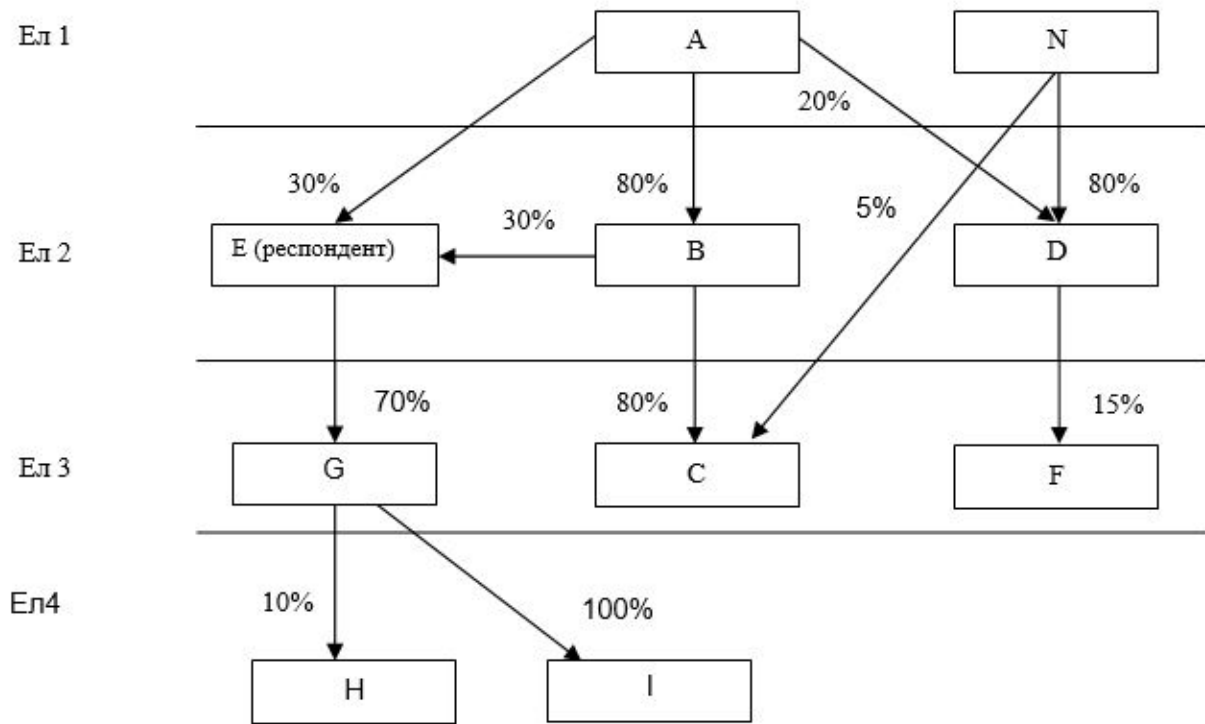 Ел 1
A
N
20%
30%
80%
5%
80%
30%
Ел 2
E (респондент)
B
D
70%
80%
15%
Ел 3
G
C
F
Ел4
10%
100%
H
I